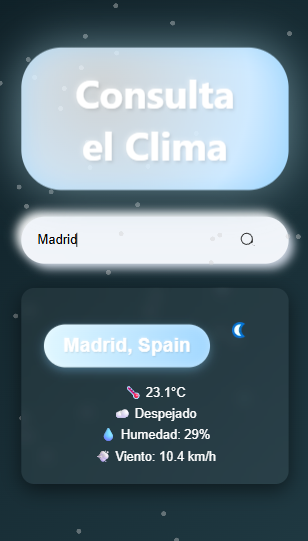 Consulta
el Clima
Madrid
Madrid, Spain
23.1°C
Despejado
Humedad: 29%
Viento: 10.4 km/h